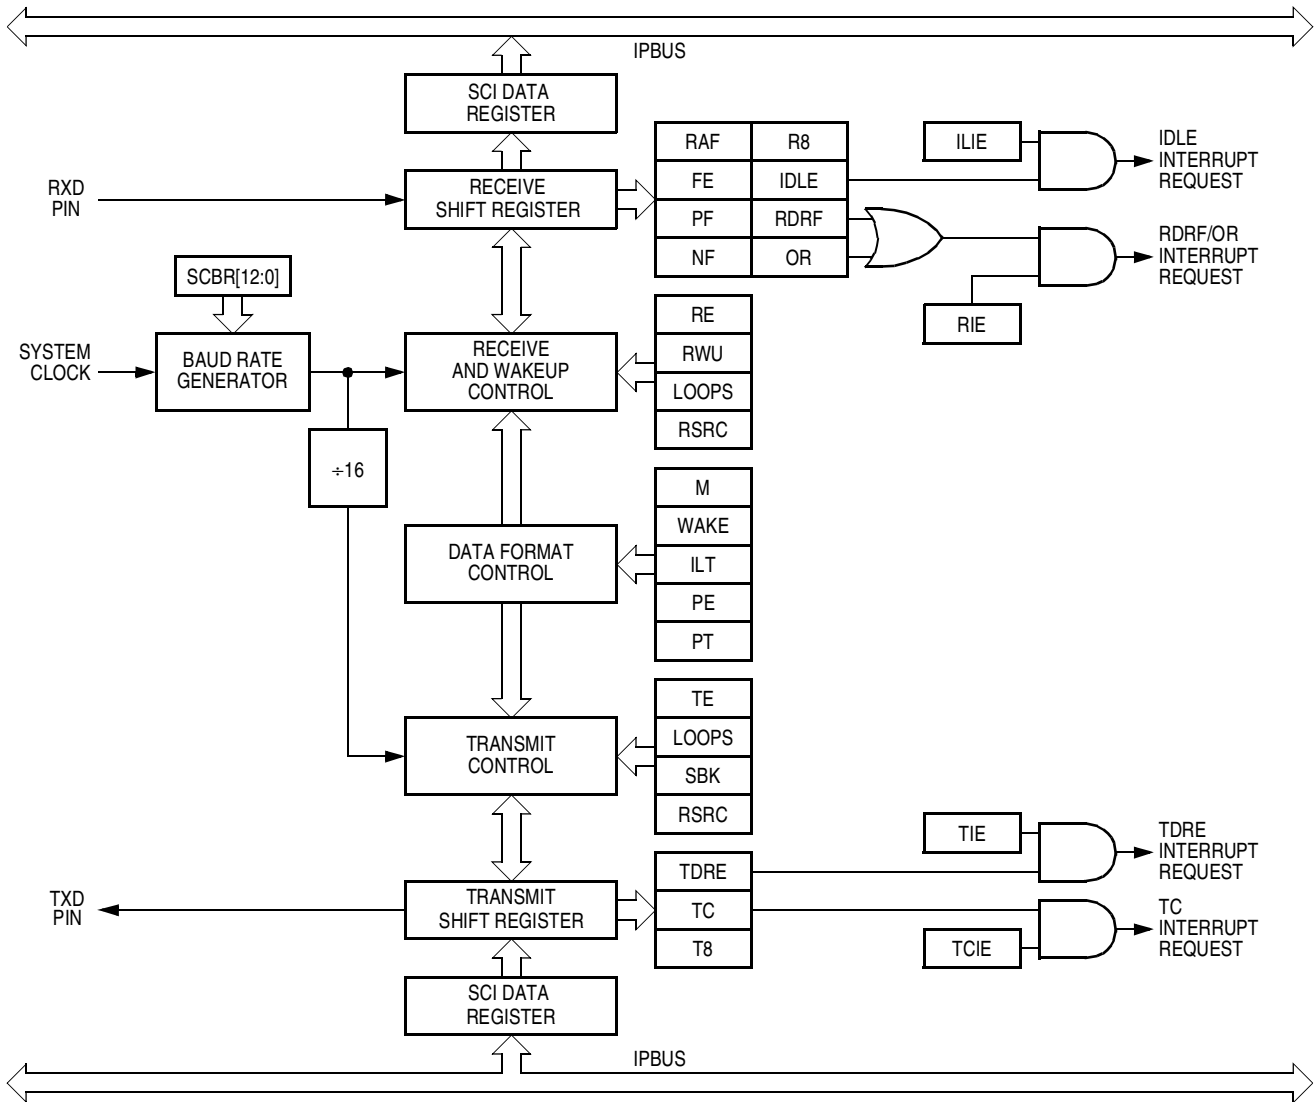 IPBUS
SCI DATA
REGISTER
RAF
R8
ILIE
IDLE
INTERRUPT
REQUEST
RXD
PIN
RECEIVE
SHIFT REGISTER
FE
IDLE
PF
RDRF
NF
OR
RDRF/OR
INTERRUPT
REQUEST
RIE
SCBR[12:0]
SYSTEM
CLOCK
BAUD RATE
GENERATOR
RECEIVE
AND WAKEUP
CONTROL
RE
RWU
LOOPS
RSRC
÷16
DATA FORMAT
CONTROL
M
WAKE
ILT
PE
PT
TRANSMIT
CONTROL
TE
LOOPS
SBK
RSRC
TIE
TDRE
INTERRUPT
REQUEST
TXD
PIN
TRANSMIT
SHIFT REGISTER
TDRE
TC
T8
TCIE
TC
INTERRUPT
REQUEST
SCI DATA
REGISTER
IPBUS